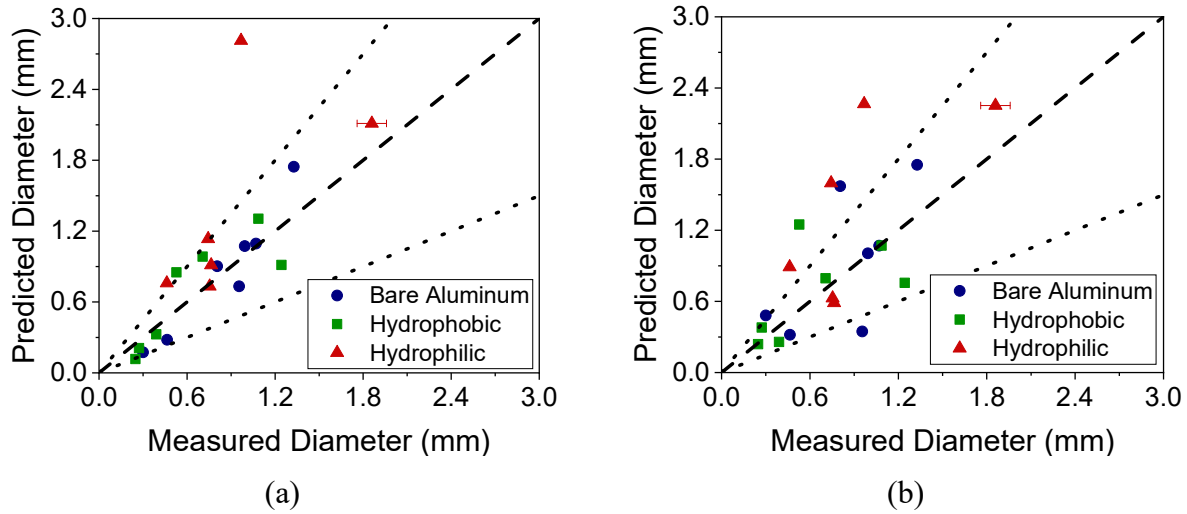 3.0
2.4
1.8
1.2
0.6
0.0
Predicted Diameter (mm)
Bare Aluminum
Hydrophobic
Hydrophilic
0.0 0.6 1.2 1.8 2.4 3.0
Measured Diameter (mm)
(a)
3.0
2.4
1.8
1.2
0.6
0.0
Predicted Diameter (mm)
Bare Aluminum
Hydrophobic
Hydrophilic
0.0 0.6 1.2 1.8 2.4 3.0
Measured Diameter (mm)
(b)